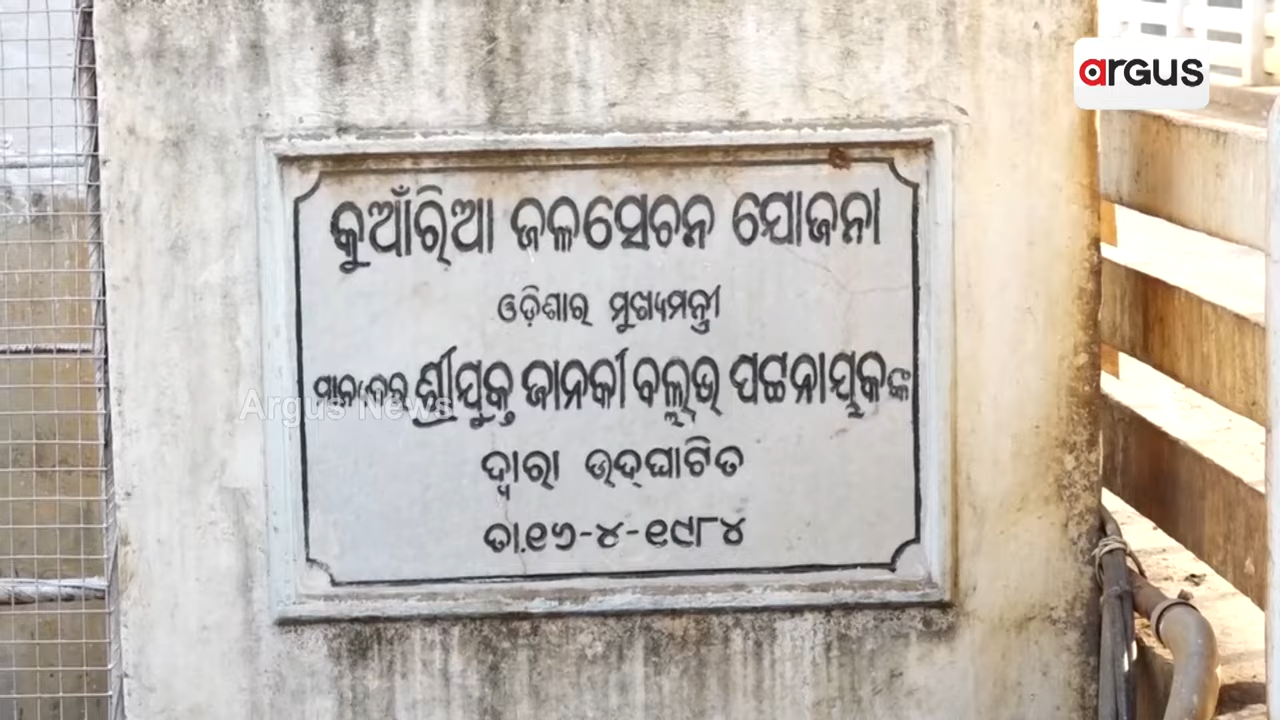 argus
କୁଆଁରିଆ ଜଳସେଚନ ଯୋଜନା
ଓଡ଼ିଶାର ମୁଖ୍ୟମନ୍ତ୍ରୀ
ମାନ୍ୟବର ଶ୍ରୀଯୁକ୍ତ ଜାନକୀ ବଲ୍ଲଭ ପଟ୍ଟନାୟକଙ୍କ
Argus News
ଦ୍ୱାରା ଉଦ୍‌ଘାଟିତ
ତା.୧୬-୪-୧୯୮୪